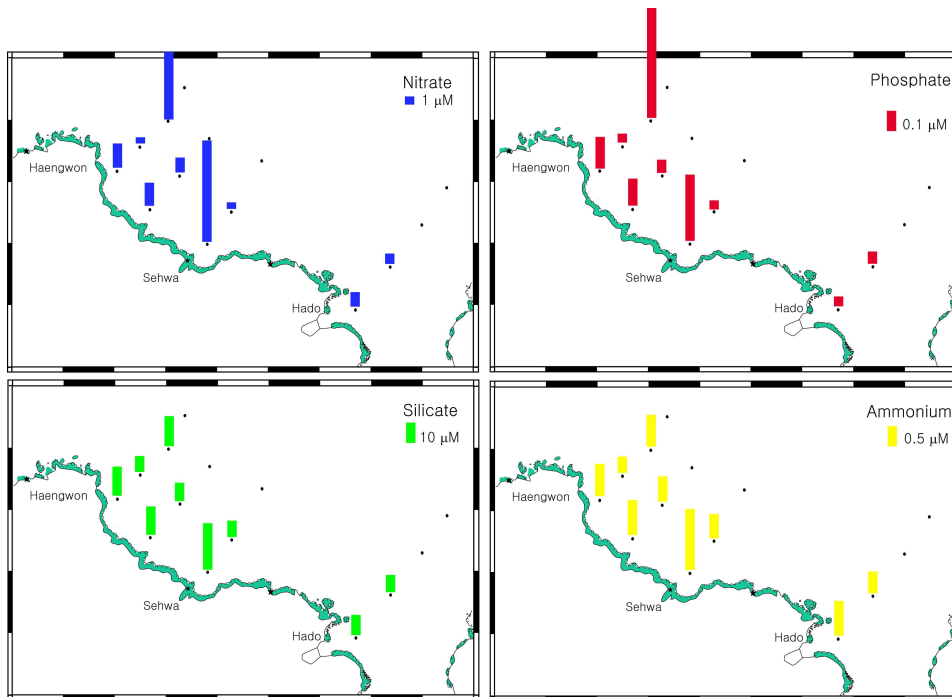 Nitrate
1 μM
Haengwon
Sehwa
Hado
Phosphate
0.1 μM
Haengwon
Sehwa
Hado
Silicate
10 μM
Haengwon
Sehwa
Hado
Ammonium
0.5 μM
Haengwon
Sehwa
Hado